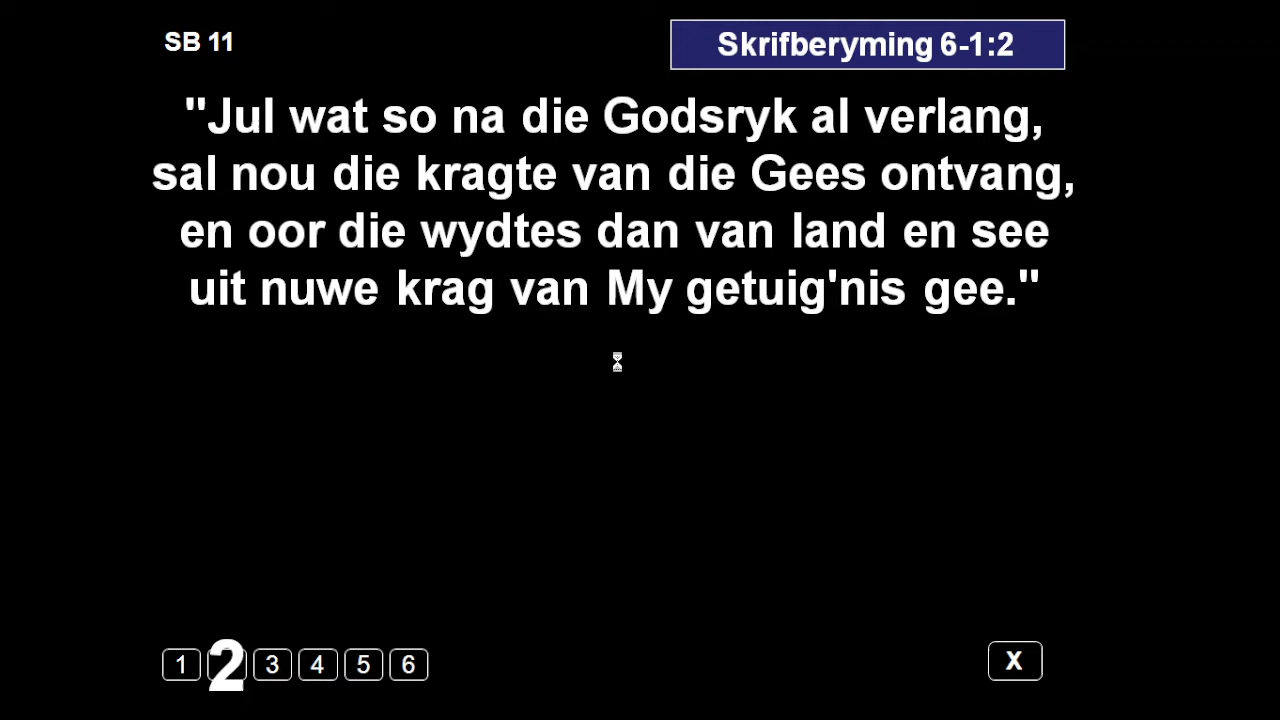 SB 11
Skrifberyming 6-1:2
"Jul wat so na die Godsryk al verlang,
sal nou die kragte van die Gees ontvang,
en oor die wydtes dan van land en see
uit nuwe krag van My getuig'nis gee."
1 2 3 4 5 6
X